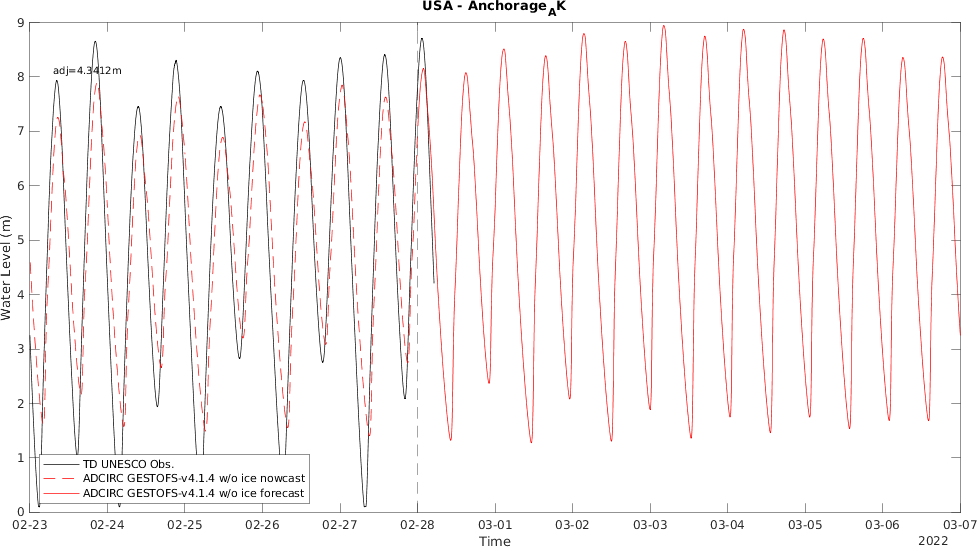 USA - Anchorage_AK
9
8
7
6
5
4
3
2
1
0
Water Level (m)
adj=4.3412m
TD UNESCO Obs.
ADCIRC GESTOFS-v4.1.4 w/o ice nowcast
ADCIRC GESTOFS-v4.1.4 w/o ice forecast
02-23 02-24 02-25 02-26 02-27 02-28 03-01 03-02 03-03 03-04 03-05 03-06 03-07
Time
2022